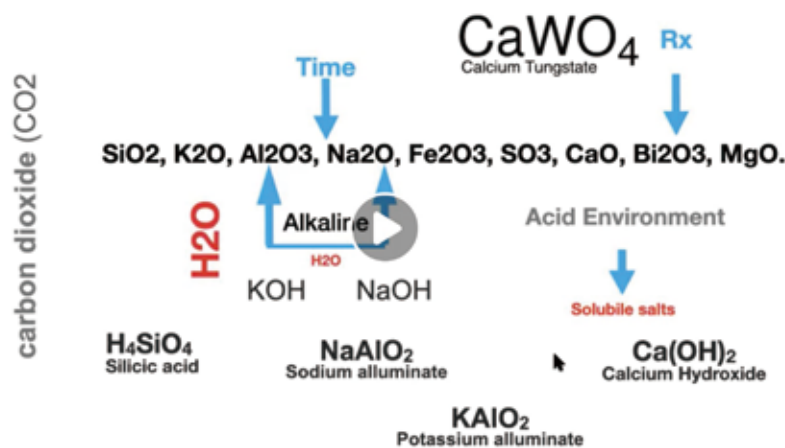 CaWO₄
Calcium Tungstate
Rx
Time
carbon dioxide (CO2
SiO2, K2O, Al2O3, Na2O, Fe2O3, SO3, CaO, Bi2O3, MgO.
H2O
Alkaline
H2O
KOH
NaOH
Acid Environment
Solubile salts
H₄SiO₄
Silicic acid
NaAlO₂
Sodium alluminate
Ca(OH)₂
Calcium Hydroxide
KAlO₂
Potassium alluminate